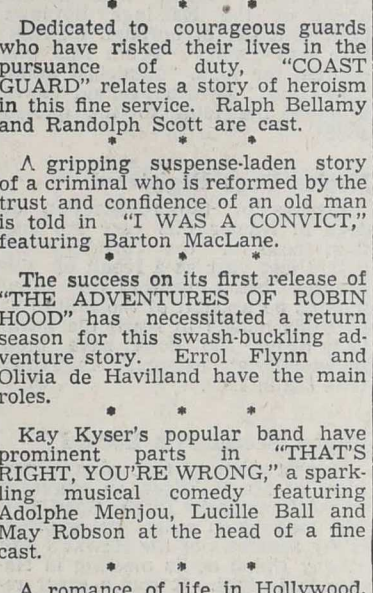 * * *
Dedicated to courageous guards
who have risked their lives in the
pursuance of duty, "COAST
GUARD" relates a story of heroism
in this fine service. Ralph Bellamy
and Randolph Scott are cast.
* * *
A gripping suspense-laden story
of a criminal who is reformed by the
trust and confidence of an old man
is told in "I WAS A CONVICT,"
featuring Barton MacLane.
* * *
The success on its first release of
"THE ADVENTURES OF ROBIN
HOOD" has necessitated a return
season for this swash-buckling ad-
venture story. Errol Flynn and
Olivia de Havilland have the main
roles.
* * *
Kay Kyser's popular band have
prominent parts in "THAT'S
RIGHT, YOU'RE WRONG," a spark-
ling musical comedy featuring
Adolphe Menjou, Lucille Ball and
May Robson at the head of a fine
cast.
* * *
A romance of life in Hollywood,